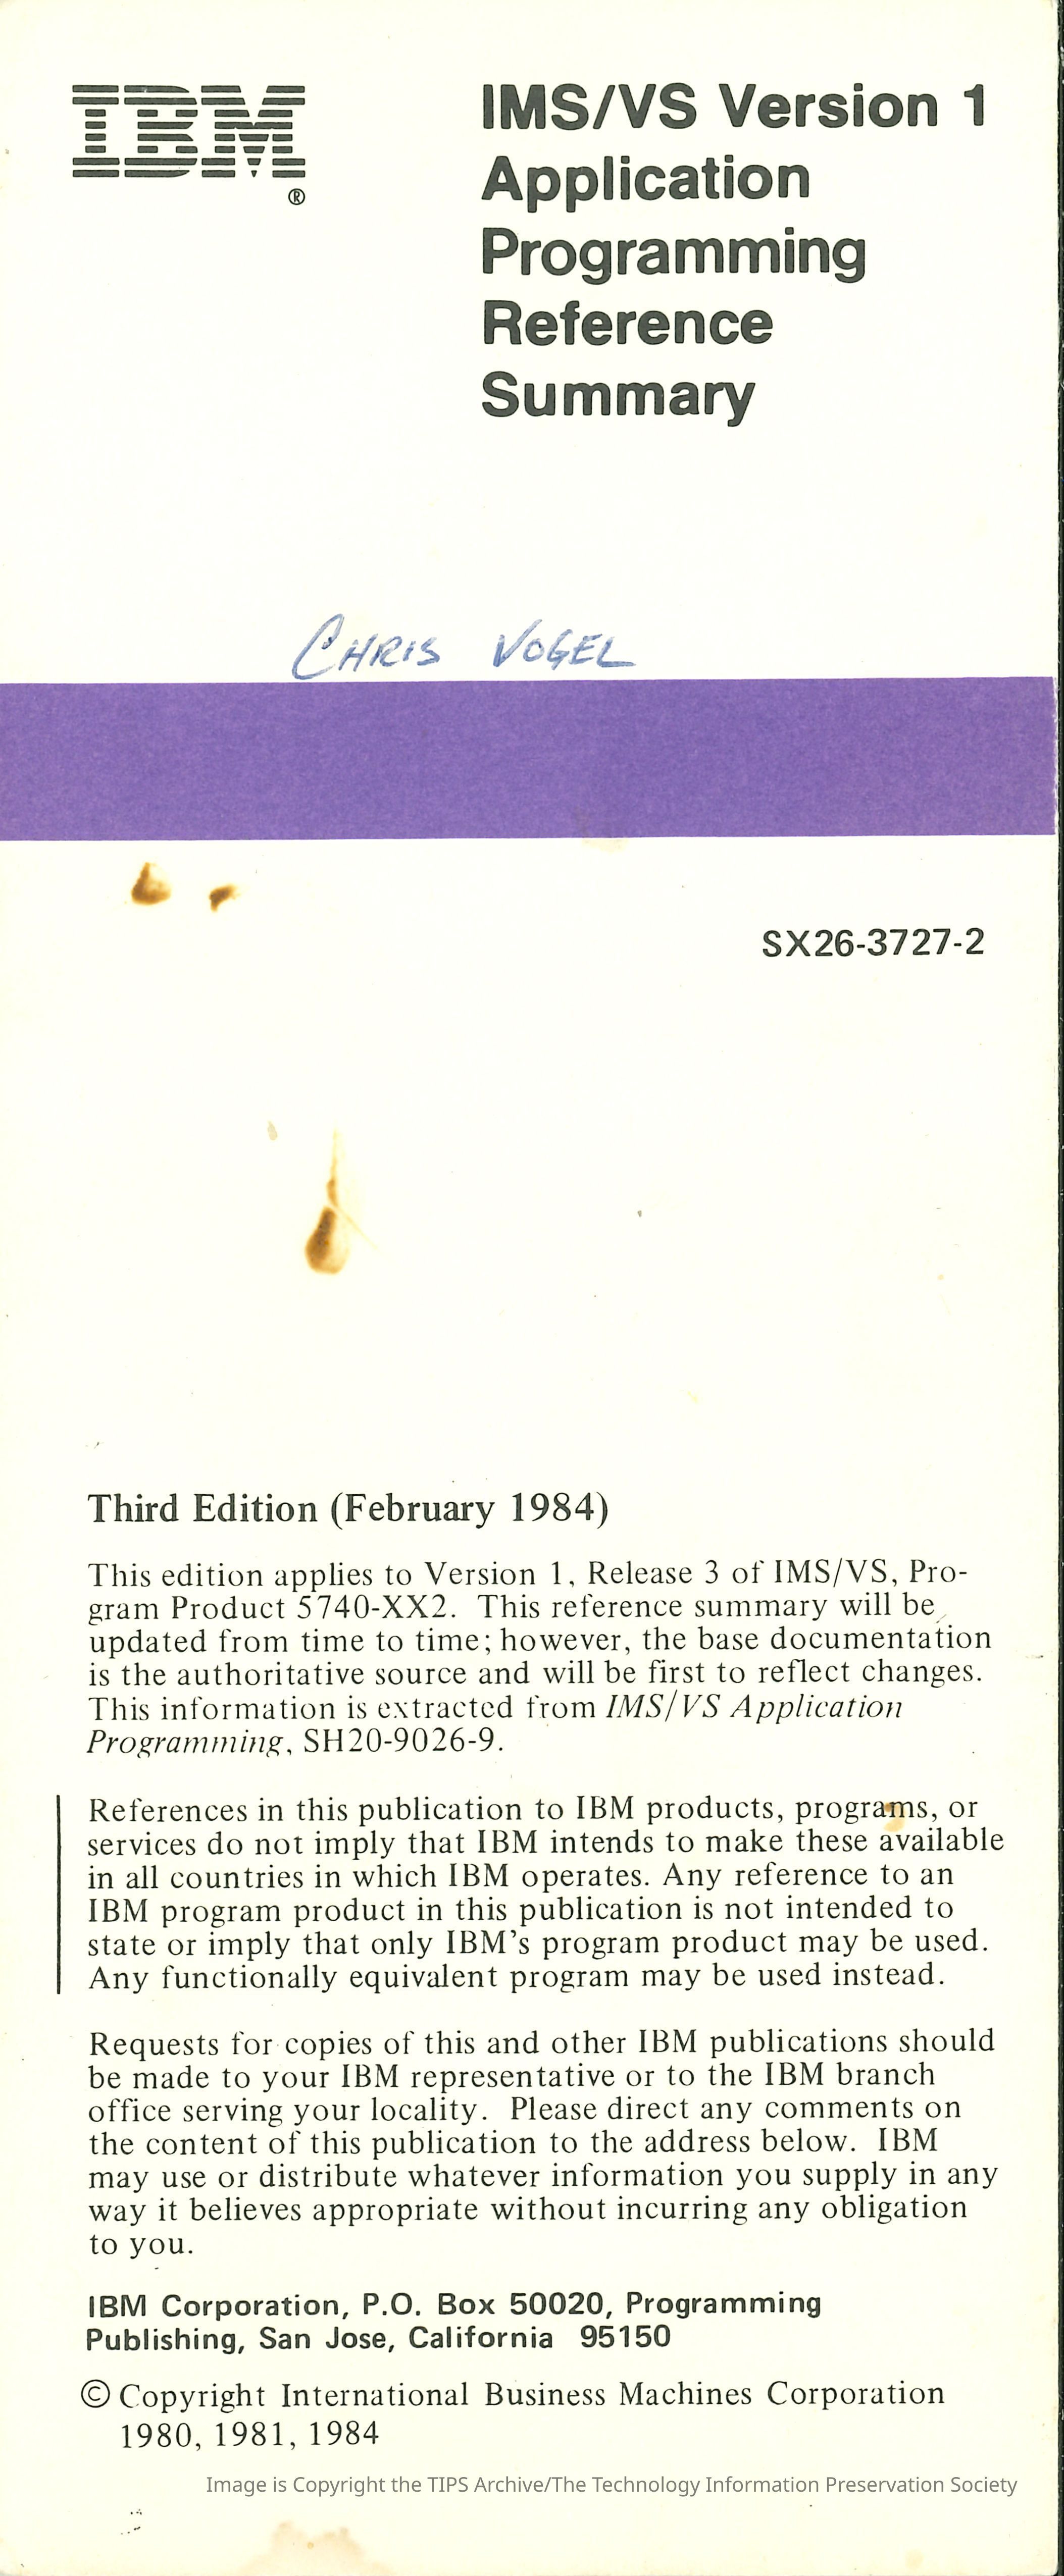 IBM
®
IMS/VS Version 1
Application
Programming
Reference
Summary
CHRIS VOGEL
SX26-3727-2
Third Edition (February 1984)
This edition applies to Version 1, Release 3 of IMS/VS, Pro-
gram Product 5740-XX2. This reference summary will be
updated from time to time; however, the base documentation
is the authoritative source and will be first to reflect changes.
This information is extracted from IMS/VS Application
Programming, SH20-9026-9.
References in this publication to IBM products, programs, or
services do not imply that IBM intends to make these available
in all countries in which IBM operates. Any reference to an
IBM program product in this publication is not intended to
state or imply that only IBM's program product may be used.
Any functionally equivalent program may be used instead.
Requests for copies of this and other IBM publications should
be made to your IBM representative or to the IBM branch
office serving your locality. Please direct any comments on
the content of this publication to the address below. IBM
may use or distribute whatever information you supply in any
way it believes appropriate without incurring any obligation
to you.
IBM Corporation, P.O. Box 50020, Programming
Publishing, San Jose, California 95150
© Copyright International Business Machines Corporation
1980, 1981, 1984
Image is Copyright the TIPS Archive/The Technology Information Preservation Society